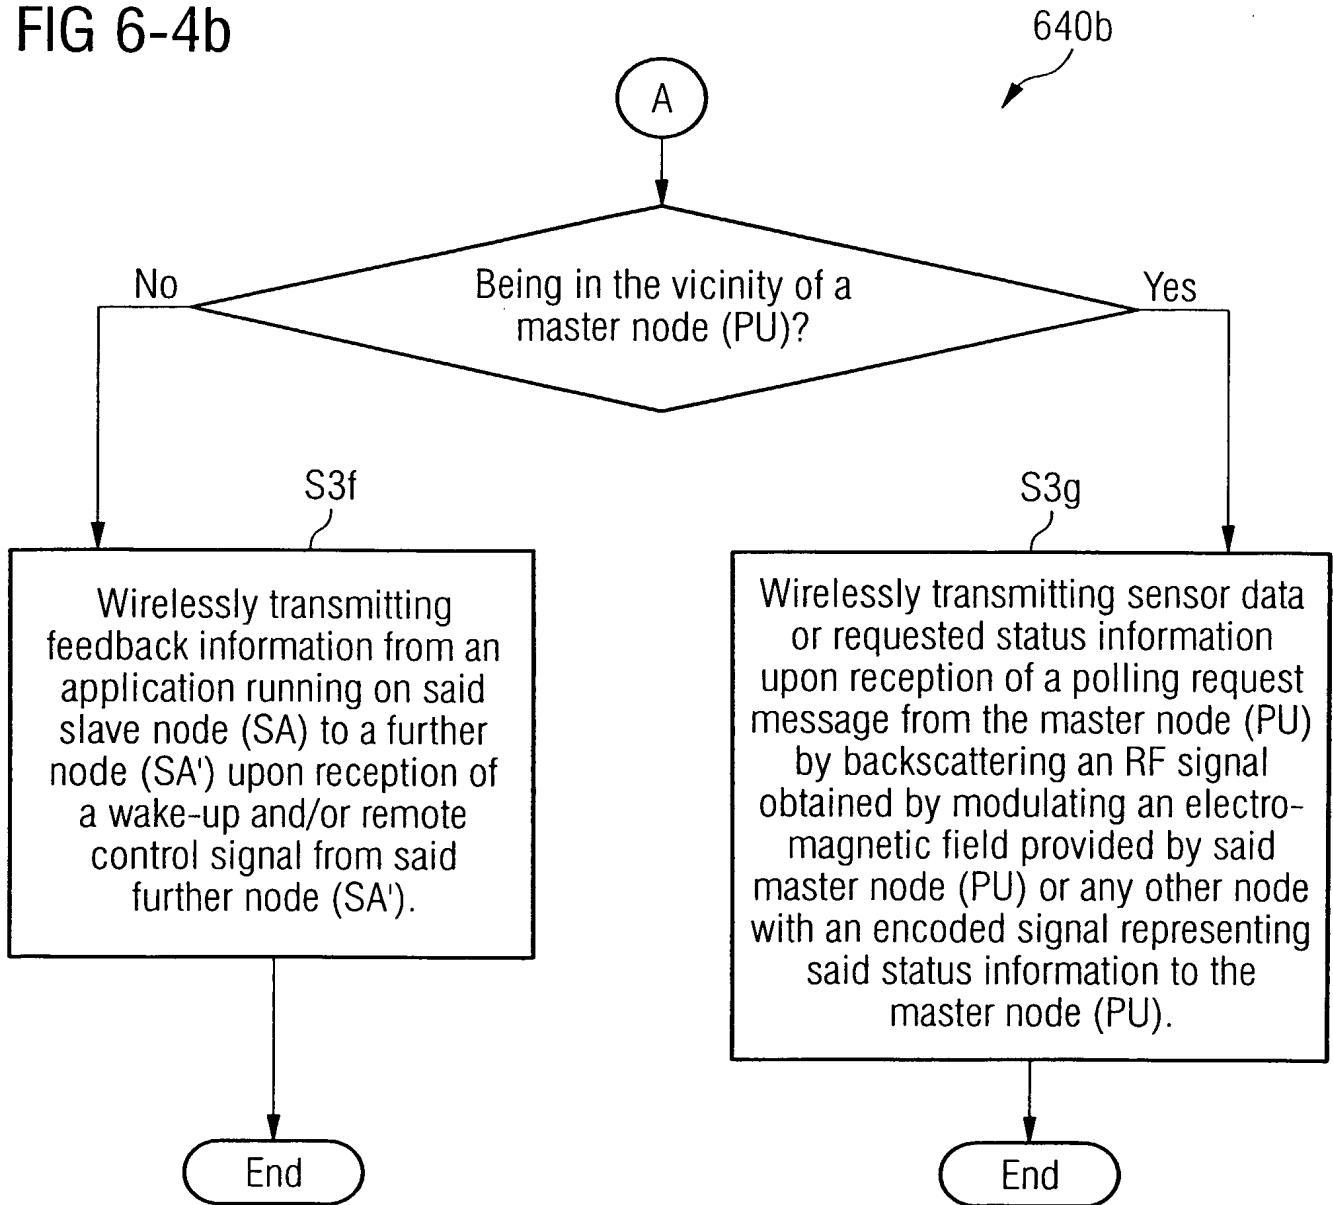 FIG 6-4b
640b
A
Being in the vicinity of a
master node (PU)?
No
Yes
S3f
Wirelessly transmitting
feedback information from an
application running on said
slave node (SA) to a further
node (SA') upon reception of
a wake-up and/or remote
control signal from said
further node (SA').
End
S3g
Wirelessly transmitting sensor data
or requested status information
upon reception of a polling request
message from the master node (PU)
by backscattering an RF signal
obtained by modulating an electro-
magnetic field provided by said
master node (PU) or any other node
with an encoded signal representing
said status information to the
master node (PU).
End